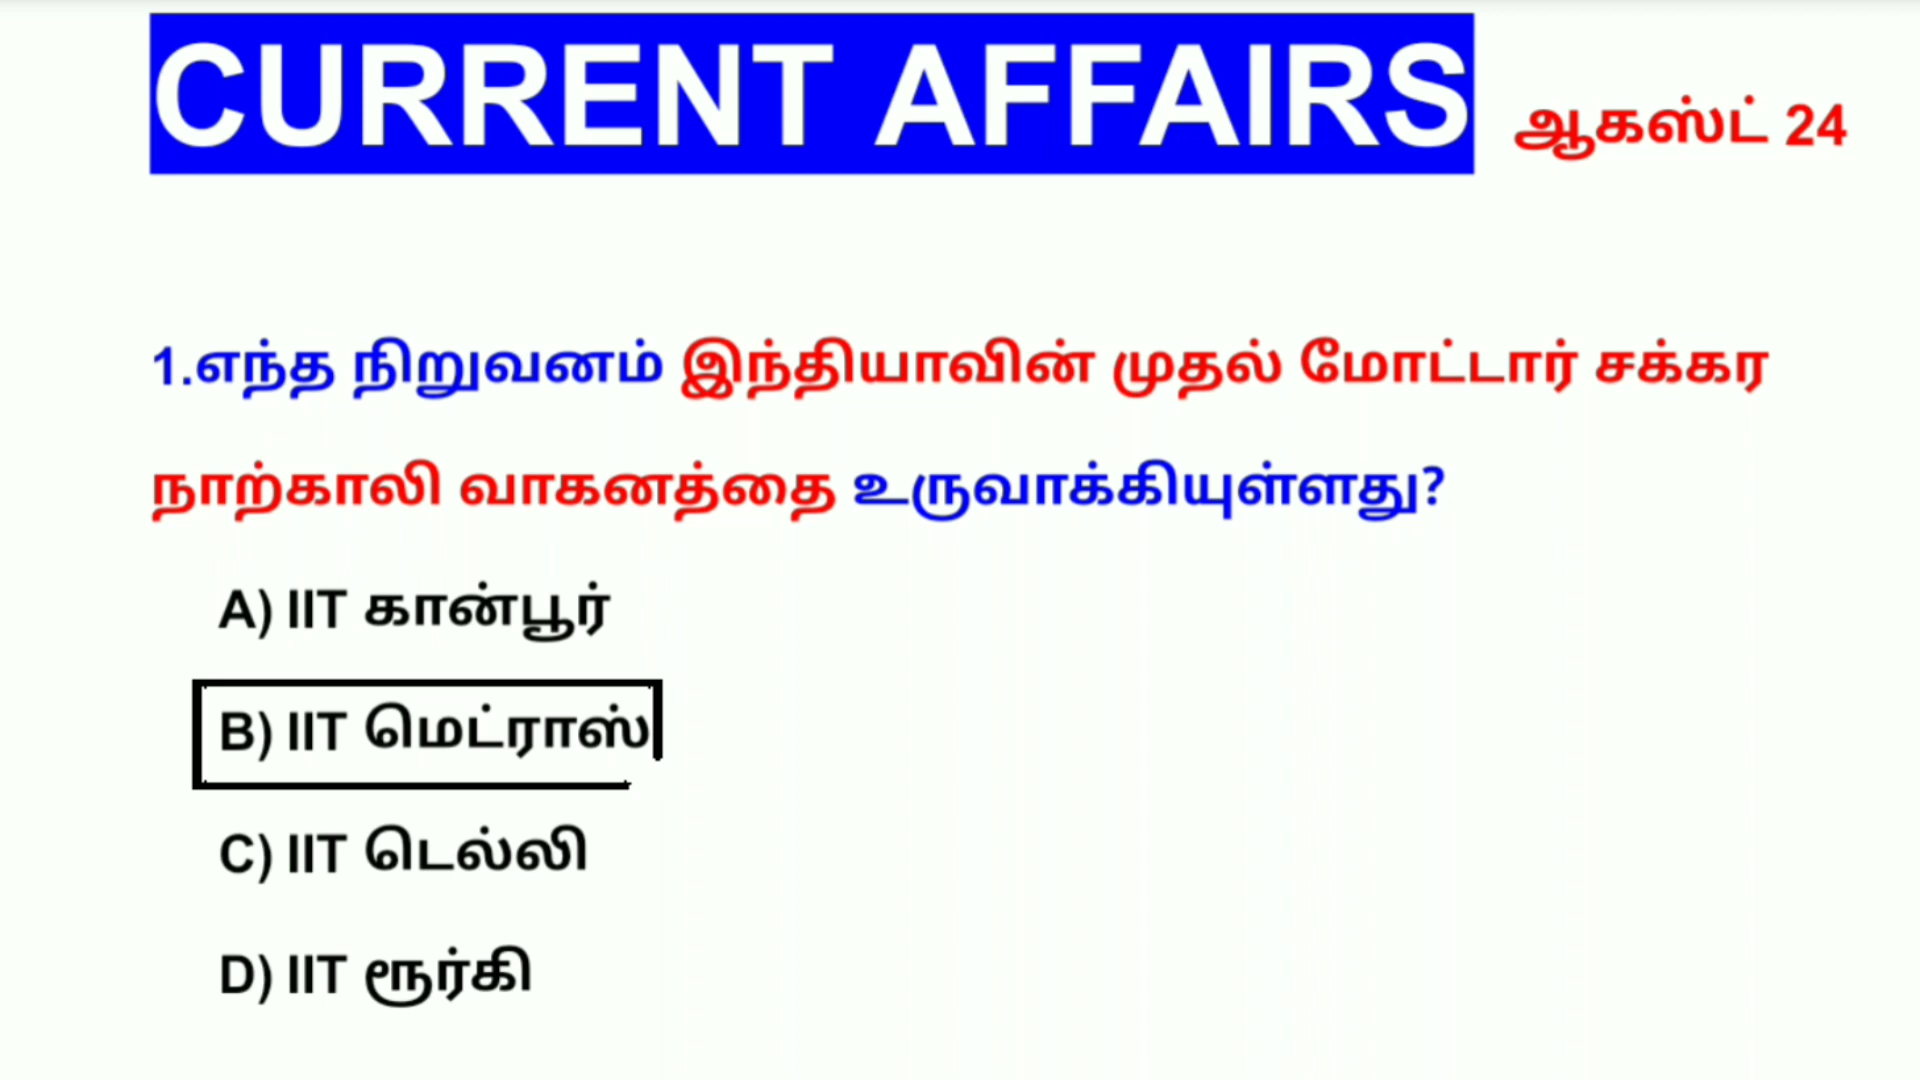 CURRENT AFFAIRS ஆகஸ்ட் 24
1.எந்த நிறுவனம் இந்தியாவின் முதல் மோட்டார் சக்கர
நாற்காலி வாகனத்தை உருவாக்கியுள்ளது?
A) IIT கான்பூர்
B) IIT மெட்ராஸ்
C) IIT டெல்லி
D) IIT ரூர்கி